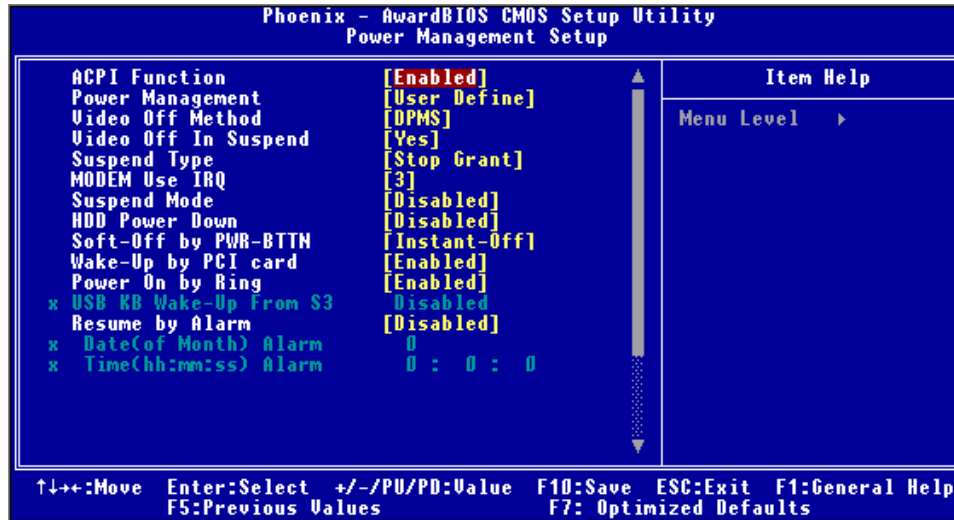 Phoenix - AwardBIOS CMOS Setup Utility
Power Management Setup
ACPI Function [Enabled]
Power Management [User Define]
Video Off Method [DPMS]
Video Off In Suspend [Yes]
Suspend Type [Stop Grant]
MODEM Use IRQ [3]
Suspend Mode [Disabled]
HDD Power Down [Disabled]
Soft-Off by PWR-BTTN [Instant-Off]
Wake-Up by PCI card [Enabled]
Power On by Ring [Enabled]
x USB KB Wake-Up From S3 Disabled
Resume by Alarm [Disabled]
x Date(of Month) Alarm 0
x Time(hh:mm:ss) Alarm 0 : 0 : 0
Item Help
Menu Level ▸
↑↓→←:Move Enter:Select +/-/PU/PD:Value F10:Save ESC:Exit F1:General Help
F5:Previous Values F7: Optimized Defaults